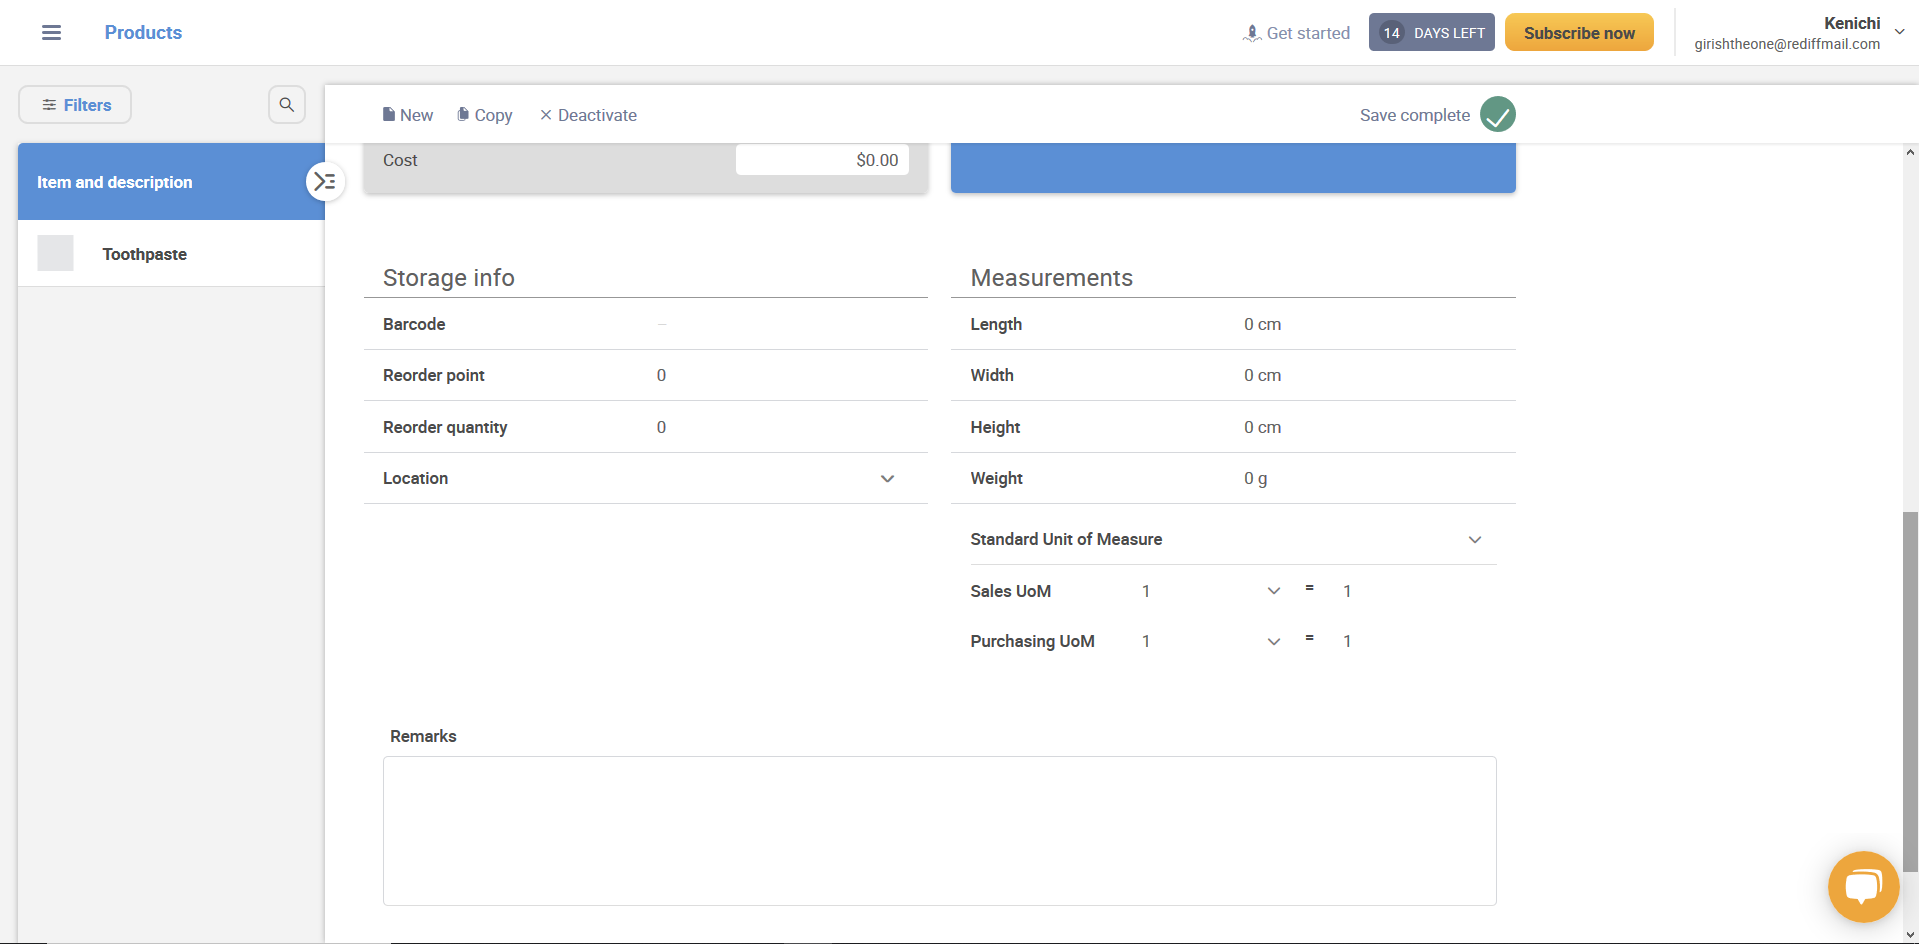 Products
Get started
14 DAYS LEFT
Subscribe now
Kenichi
girishtheone@rediffmail.com
Filters
New
Copy
Deactivate
Save complete
Item and description
Toothpaste
Cost $0.00
Storage info
Barcode –
Reorder point 0
Reorder quantity 0
Location
Measurements
Length 0 cm
Width 0 cm
Height 0 cm
Weight 0 g
Standard Unit of Measure
Sales UoM 1 = 1
Purchasing UoM 1 = 1
Remarks